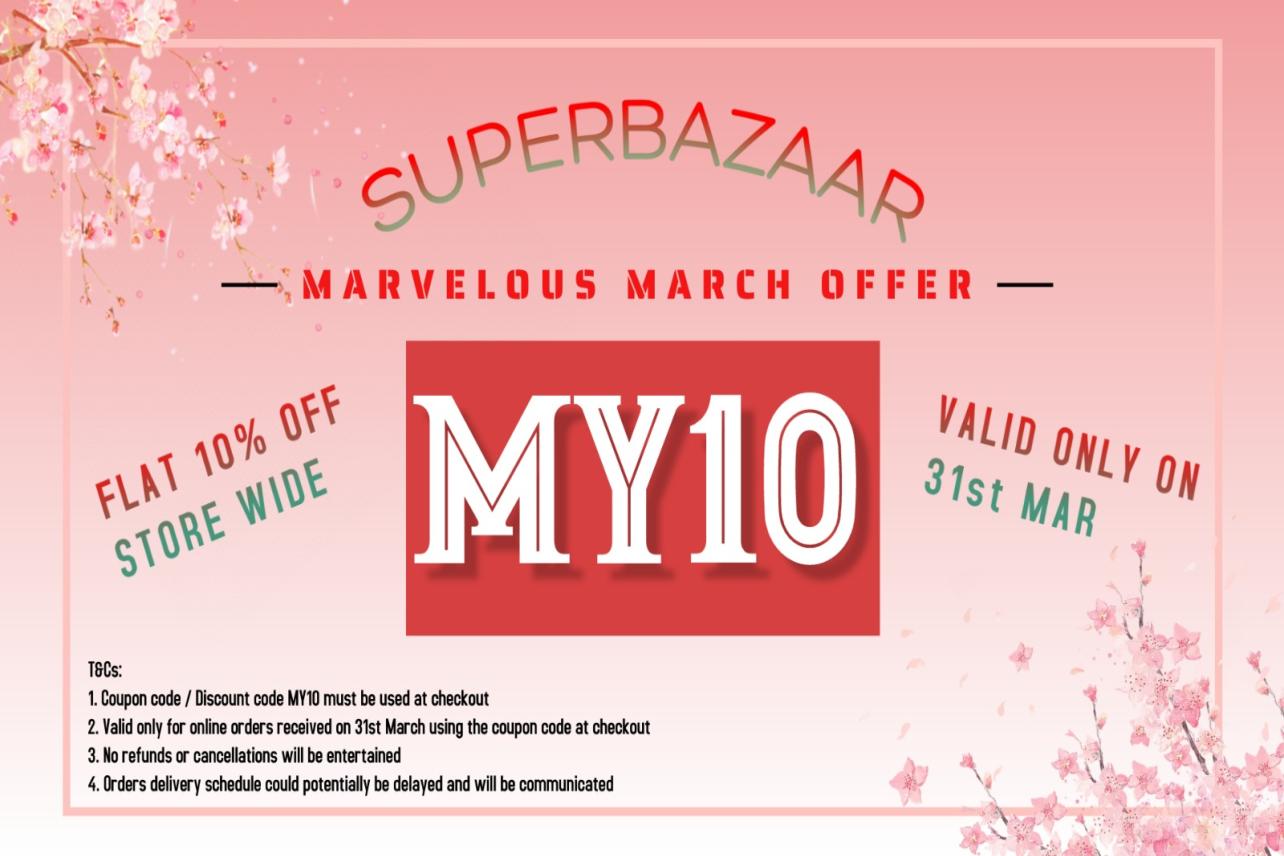 SUPERBAZAAR
MARVELOUS MARCH OFFER
FLAT 10% OFF
STORE WIDE
MY10
VALID ONLY ON
31st MAR
T&Cs:
1. Coupon code / Discount code MY10 must be used at checkout
2. Valid only for online orders received on 31st March using the coupon code at checkout
3. No refunds or cancellations will be entertained
4. Orders delivery schedule could potentially be delayed and will be communicated